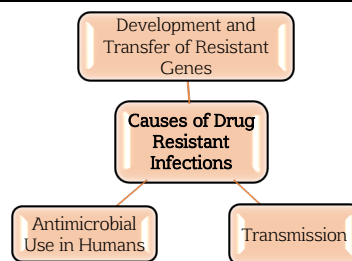 Development and
Transfer of Resistant
Genes
Causes of Drug
Resistant
Infections
Antimicrobial
Use in Humans
Transmission